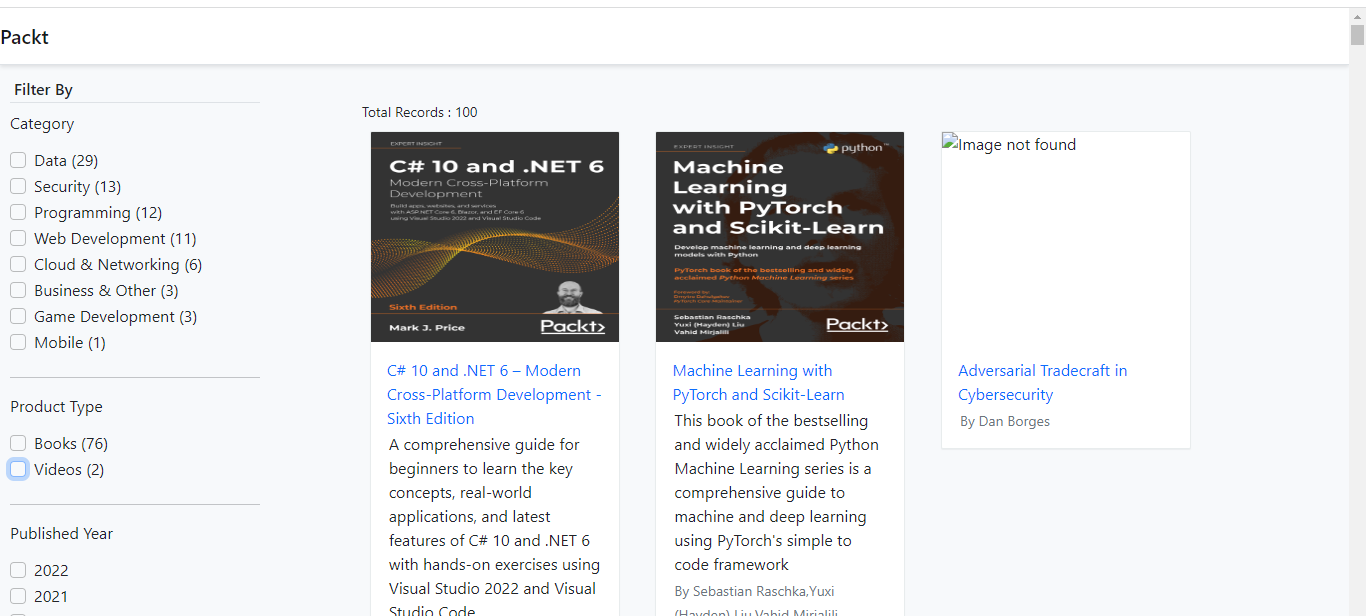 Packt
Filter By
Category
Data (29)
Security (13)
Programming (12)
Web Development (11)
Cloud & Networking (6)
Business & Other (3)
Game Development (3)
Mobile (1)
Product Type
Books (76)
Videos (2)
Published Year
2022
2021
Total Records : 100
EXPERT INSIGHT
C# 10 and .NET 6
Modern Cross-Platform
Development
Build apps, websites, and services
with ASP.NET Core 6, Blazor, and EF Core 6
using Visual Studio 2022 and Visual Studio Code
Sixth Edition
Mark J. Price
Packt>
C# 10 and .NET 6 – Modern
Cross-Platform Development -
Sixth Edition
A comprehensive guide for
beginners to learn the key
concepts, real-world
applications, and latest
features of C# 10 and .NET 6
with hands-on exercises using
Visual Studio 2022 and Visual
Studio Code
EXPERT INSIGHT
python™
Machine
Learning
with PyTorch
and Scikit-Learn
Develop machine learning and deep learning
models with Python
PyTorch book of the bestselling and widely
acclaimed Python Machine Learning series
Foreword by:
Dmytro Dzhulgakov
PyTorch Core Maintainer
Sebastian Raschka
Yuxi (Hayden) Liu
Vahid Mirjalili
Packt>
Machine Learning with
PyTorch and Scikit-Learn
This book of the bestselling
and widely acclaimed Python
Machine Learning series is a
comprehensive guide to
machine and deep learning
using PyTorch's simple to
code framework
By Sebastian Raschka,Yuxi
(Hayden) Liu,Vahid Mirjalili
Image not found
Adversarial Tradecraft in
Cybersecurity
By Dan Borges